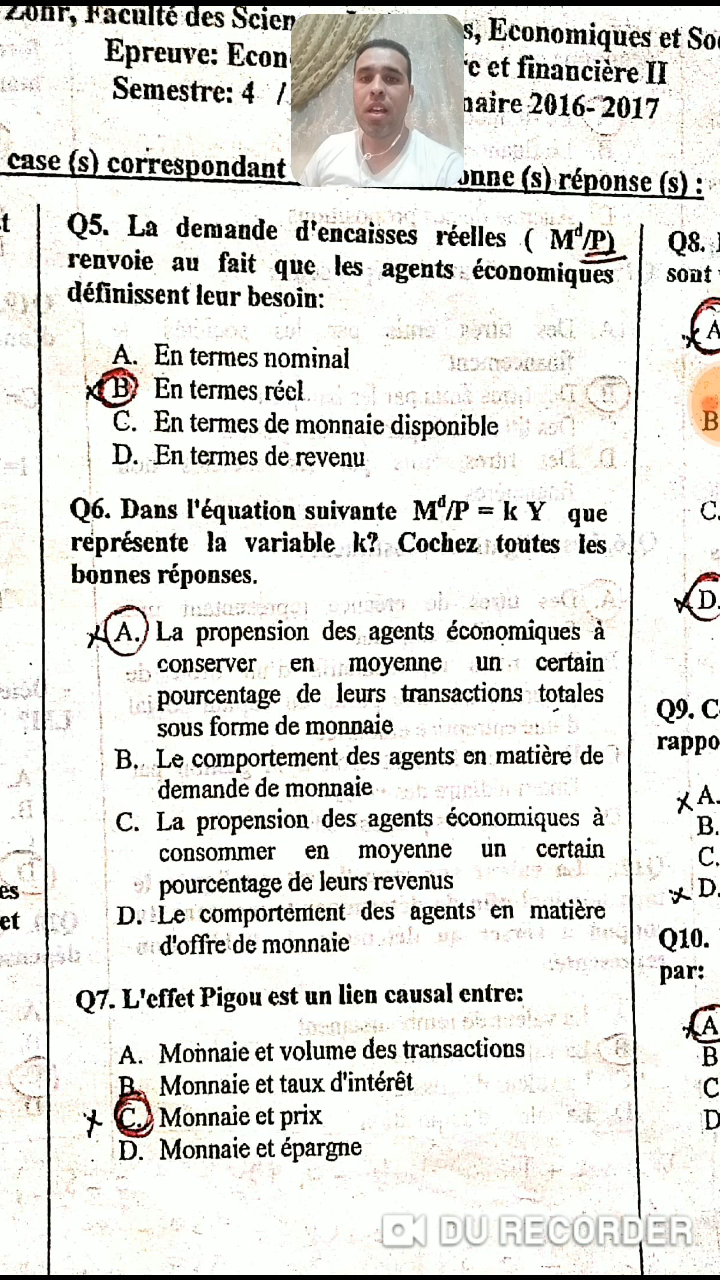 Zohr, Faculté des Scien
s, Economiques et So
Epreuve: Econ
re et financière II
Semestre: 4 /
naire 2016-2017
case (s) correspondant
onne (s) réponse (s) :
Q5. La demande d'encaisses réelles ( Mᵈ/P)
renvoie au fait que les agents économiques
définissent leur besoin:
A. En termes nominal
B En termes réel
C. En termes de monnaie disponible
D. En termes de revenu
Q6. Dans l'équation suivante Mᵈ/P = k Y que
représente la variable k? Cochez toutes les
bonnes réponses.
A. La propension des agents économiques à
conserver en moyenne un certain
pourcentage de leurs transactions totales
sous forme de monnaie
B. Le comportement des agents en matière de
demande de monnaie
C. La propension des agents économiques à
consommer en moyenne un certain
pourcentage de leurs revenus
D. Le comportement des agents en matière
d'offre de monnaie
Q7. L'effet Pigou est un lien causal entre:
A. Monnaie et volume des transactions
B. Monnaie et taux d'intérêt
C. Monnaie et prix
D. Monnaie et épargne
es
et
Q8.
sont
A
B
C.
D.
Q9. C
rappo
A.
B.
C.
D.
Q10.
par:
A
B
C
D
DU RECORDER